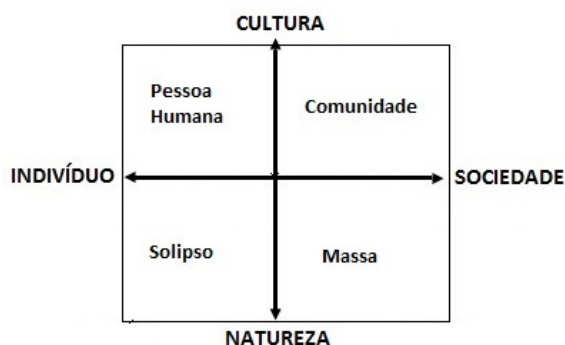 CULTURA
Pessoa
Humana
Comunidade
INDIVÍDUO
SOCIEDADE
Solipso
Massa
NATUREZA